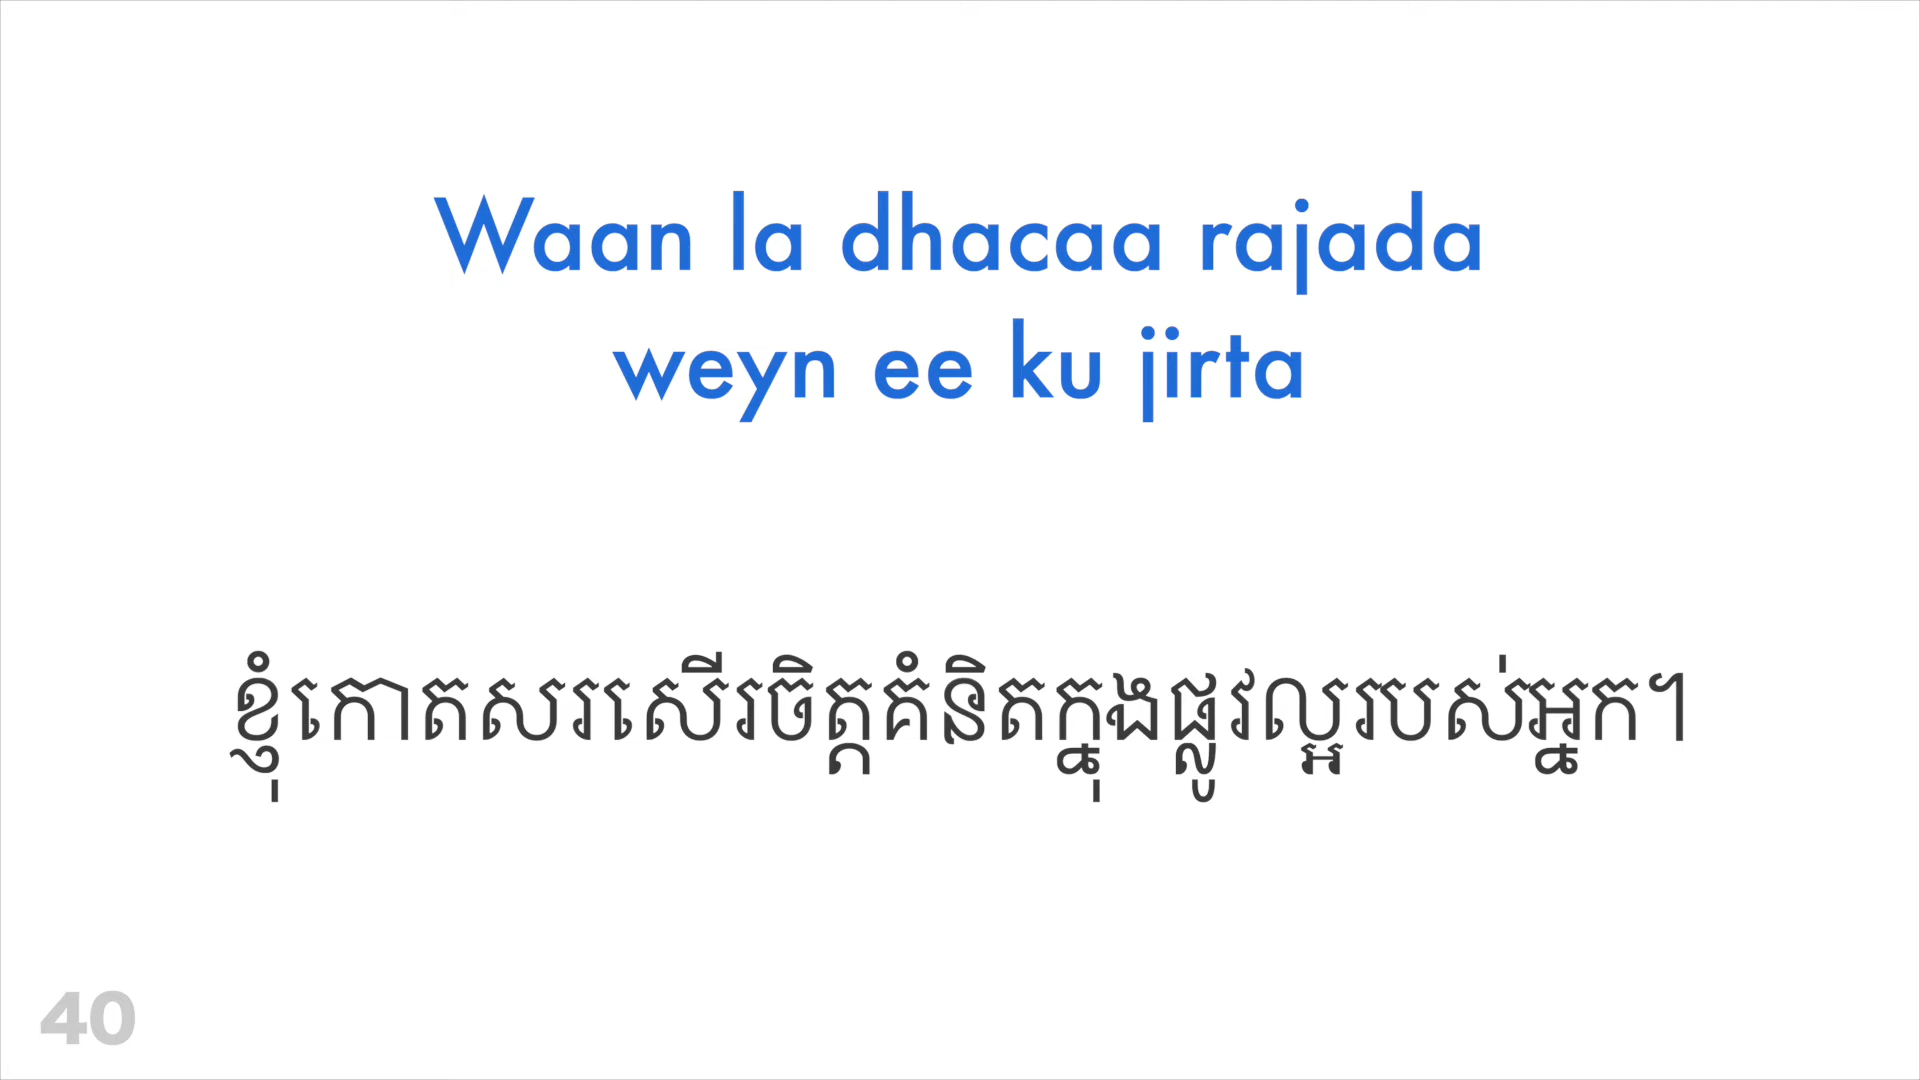 Waan la dhacaa rajada
weyn ee ku jirta
ខ្ញុំកោតសរសើរចិត្តគំនិតក្នុងផ្លូវល្អរបស់អ្នក។
40